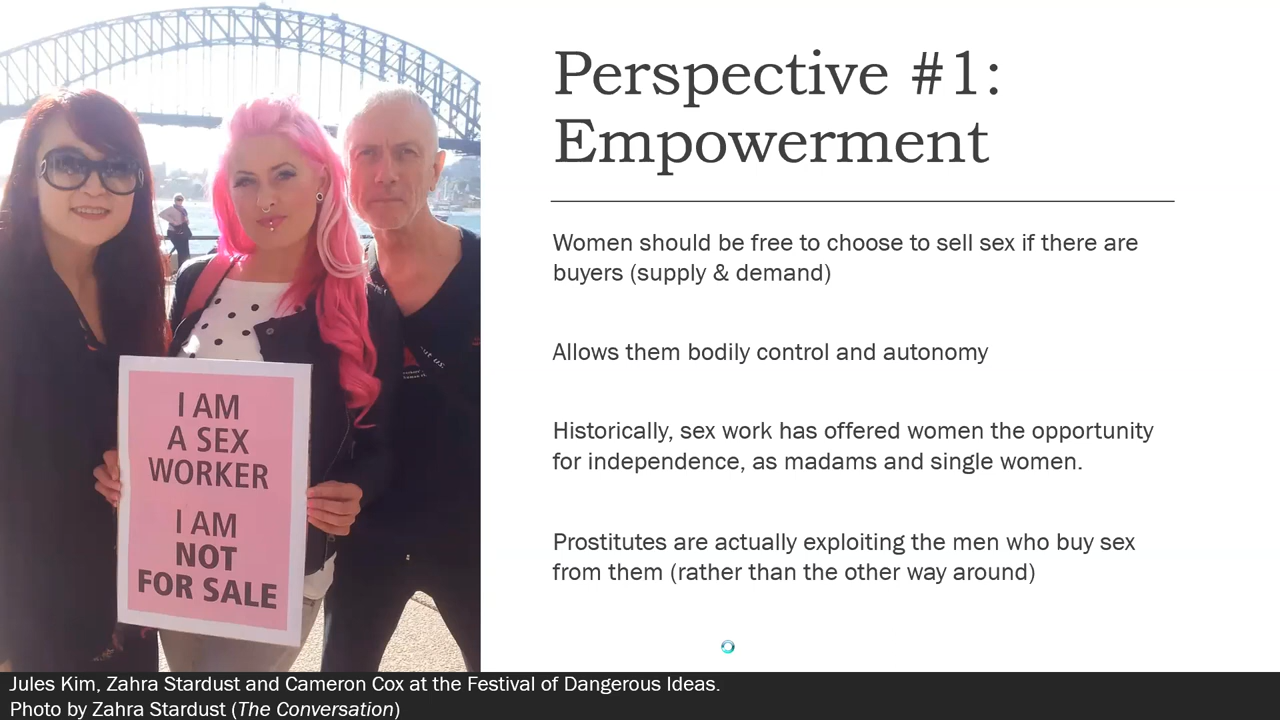 Perspective #1:
Empowerment
Women should be free to choose to sell sex if there are
buyers (supply & demand)
Allows them bodily control and autonomy
Historically, sex work has offered women the opportunity
for independence, as madams and single women.
Prostitutes are actually exploiting the men who buy sex
from them (rather than the other way around)
I AM
A SEX
WORKER
I AM
NOT
FOR SALE
Jules Kim, Zahra Stardust and Cameron Cox at the Festival of Dangerous Ideas.
Photo by Zahra Stardust (The Conversation)